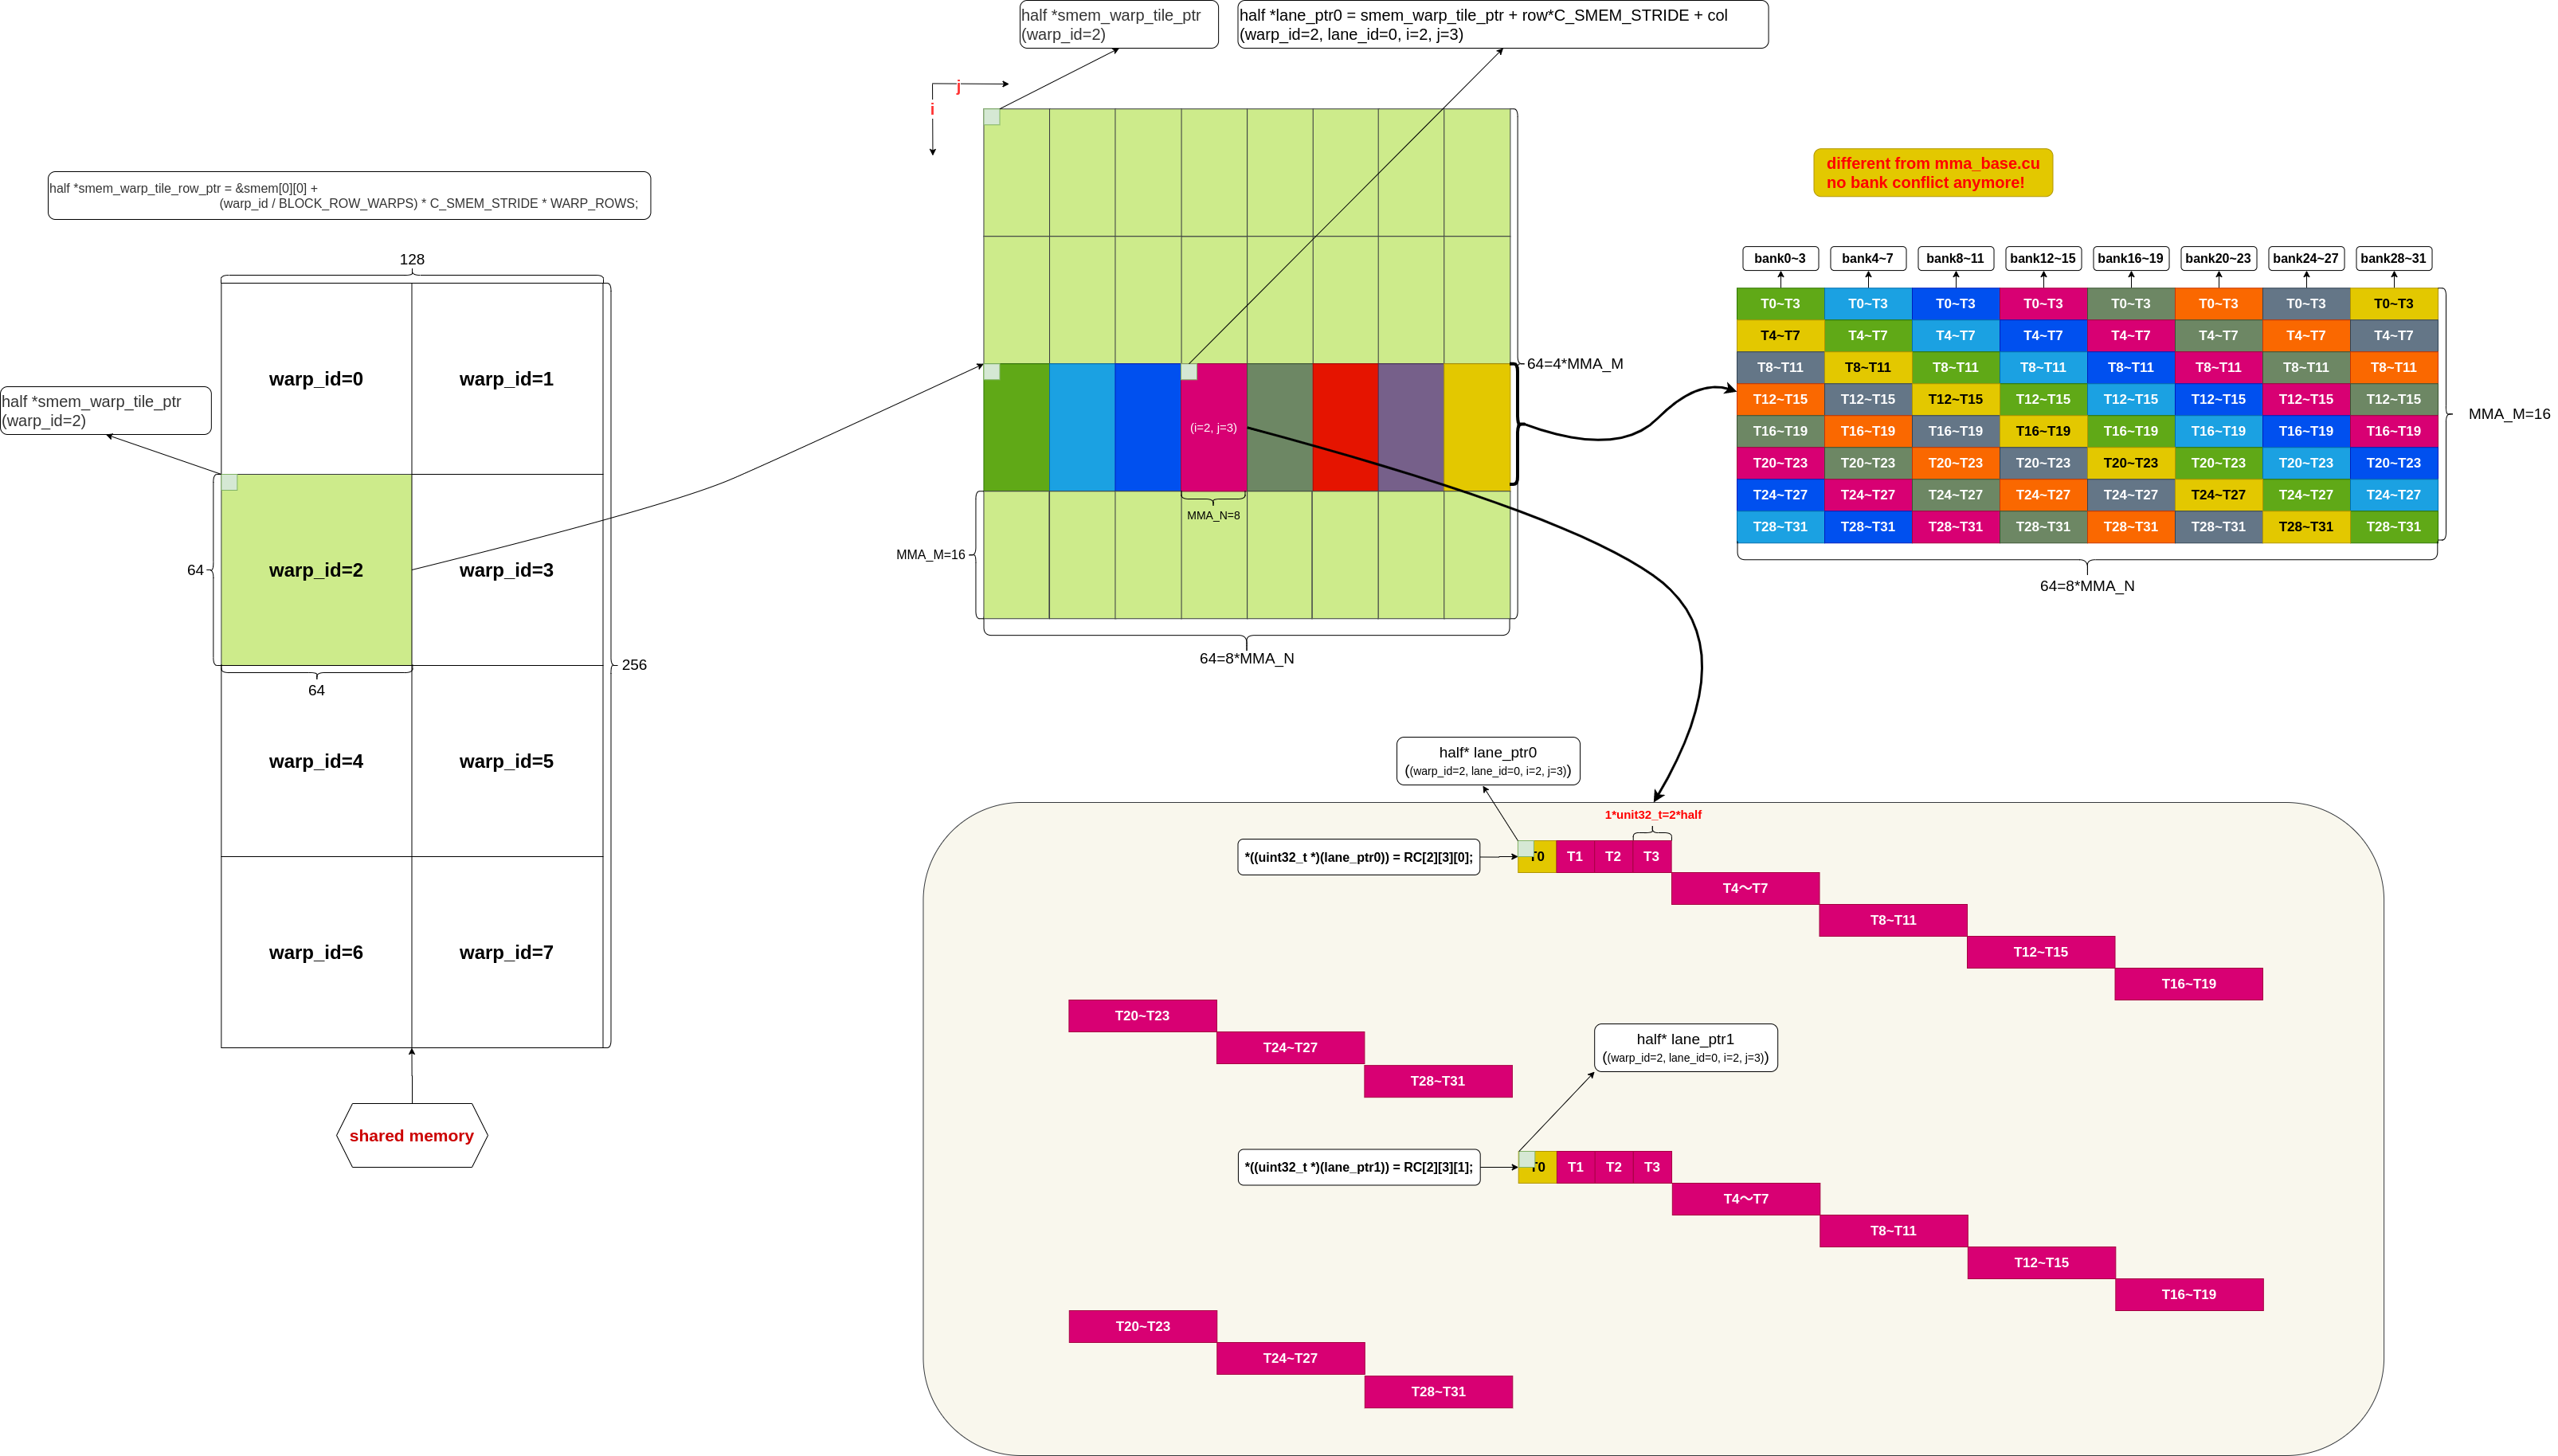 half *smem_warp_tile_ptr
(warp_id=2)
half *lane_ptr0 = smem_warp_tile_ptr + row*C_SMEM_STRIDE + col
(warp_id=2, lane_id=0, i=2, j=3)
j
i
different from mma_base.cu
no bank conflict anymore!
half *smem_warp_tile_row_ptr = &smem[0][0] +
(warp_id / BLOCK_ROW_WARPS) * C_SMEM_STRIDE * WARP_ROWS;
128
warp_id=0
warp_id=1
half *smem_warp_tile_ptr
(warp_id=2)
warp_id=2
warp_id=3
64
64
256
warp_id=4
warp_id=5
warp_id=6
warp_id=7
shared memory
(i=2, j=3)
MMA_N=8
MMA_M=16
64=4*MMA_M
64=8*MMA_N
bank0~3 bank4~7 bank8~11 bank12~15 bank16~19 bank20~23 bank24~27 bank28~31
T0~T3 T0~T3 T0~T3 T0~T3 T0~T3 T0~T3 T0~T3 T0~T3
T4~T7 T4~T7 T4~T7 T4~T7 T4~T7 T4~T7 T4~T7 T4~T7
T8~T11 T8~T11 T8~T11 T8~T11 T8~T11 T8~T11 T8~T11 T8~T11
T12~T15 T12~T15 T12~T15 T12~T15 T12~T15 T12~T15 T12~T15 T12~T15
T16~T19 T16~T19 T16~T19 T16~T19 T16~T19 T16~T19 T16~T19 T16~T19
T20~T23 T20~T23 T20~T23 T20~T23 T20~T23 T20~T23 T20~T23 T20~T23
T24~T27 T24~T27 T24~T27 T24~T27 T24~T27 T24~T27 T24~T27 T24~T27
T28~T31 T28~T31 T28~T31 T28~T31 T28~T31 T28~T31 T28~T31 T28~T31
MMA_M=16
64=8*MMA_N
half* lane_ptr0
((warp_id=2, lane_id=0, i=2, j=3))
1*unit32_t=2*half
*((uint32_t *)(lane_ptr0)) = RC[2][3][0];
T0 T1 T2 T3
T4～T7
T8~T11
T12~T15
T16~T19
T20~T23
T24~T27
T28~T31
half* lane_ptr1
((warp_id=2, lane_id=0, i=2, j=3))
*((uint32_t *)(lane_ptr1)) = RC[2][3][1];
T0 T1 T2 T3
T4～T7
T8~T11
T12~T15
T16~T19
T20~T23
T24~T27
T28~T31